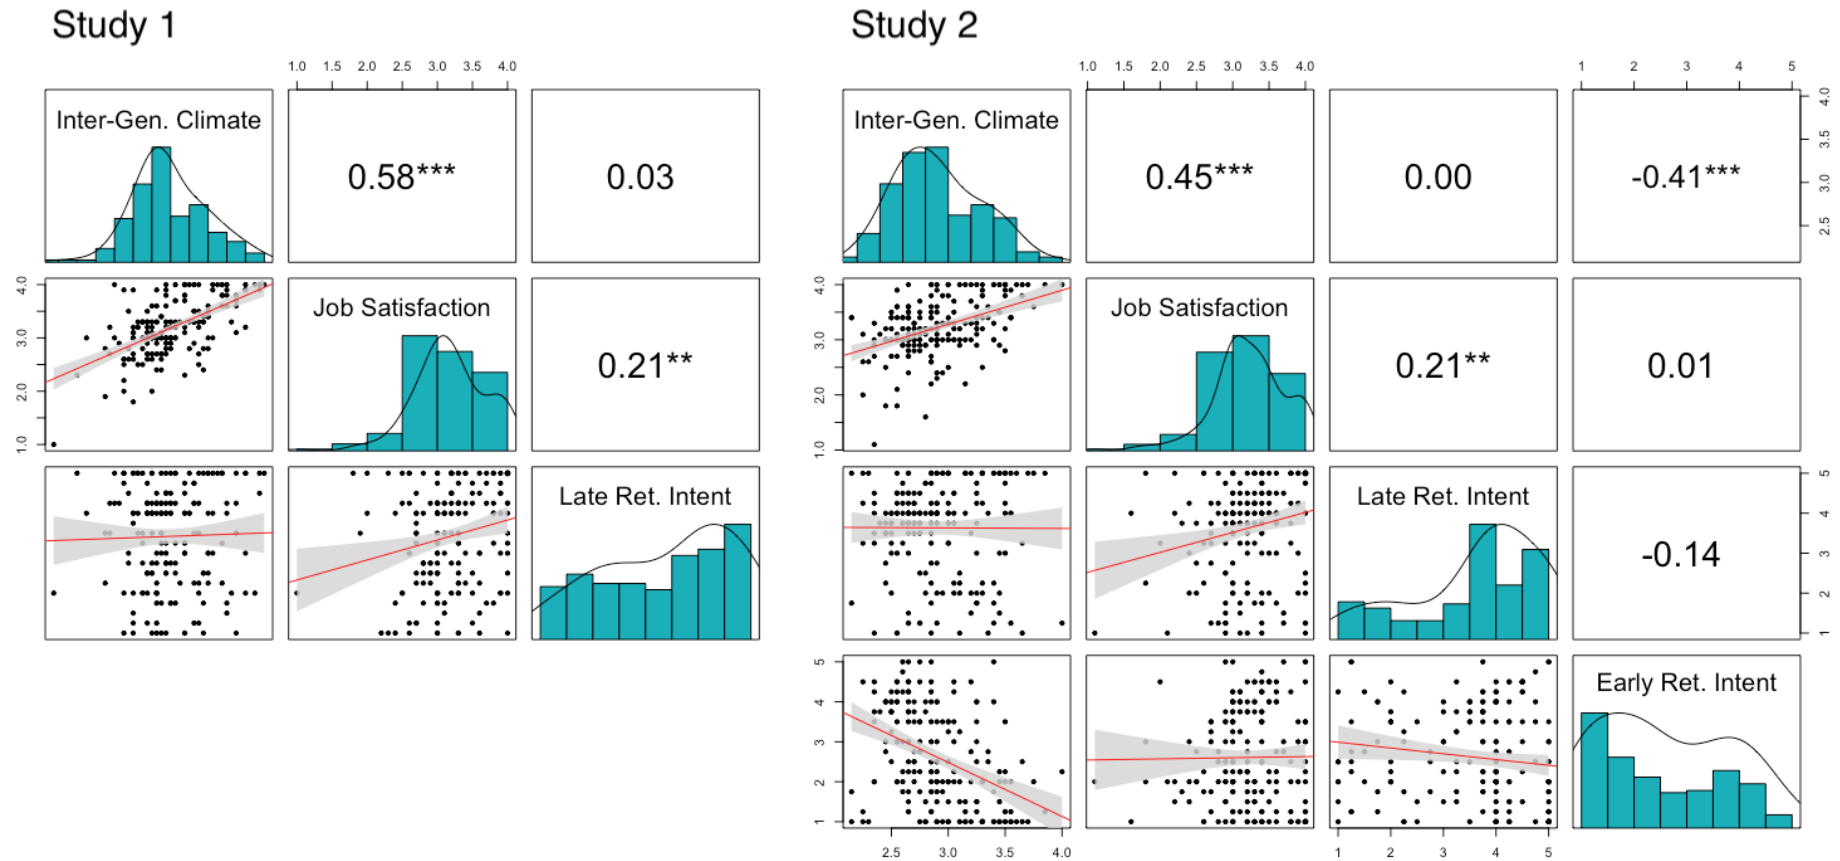 Study 1 Study 2
1.0 1.5 2.0 2.5 3.0 3.5 4.0 1.0 1.5 2.0 2.5 3.0 3.5 4.0 1 2 3 4 5
Inter-Gen. Climate 0.58*** 0.03 Inter-Gen. Climate 0.45*** 0.00 -0.41*** 2.5 3.0 3.5 4.0
1.0 2.0 3.0 4.0 Job Satisfaction 0.21** 1.0 2.0 3.0 4.0 Job Satisfaction 0.21** 0.01
Late Ret. Intent Late Ret. Intent -0.14 1 2 3 4 5
1 2 3 4 5 Early Ret. Intent
2.5 3.0 3.5 4.0 1 2 3 4 5